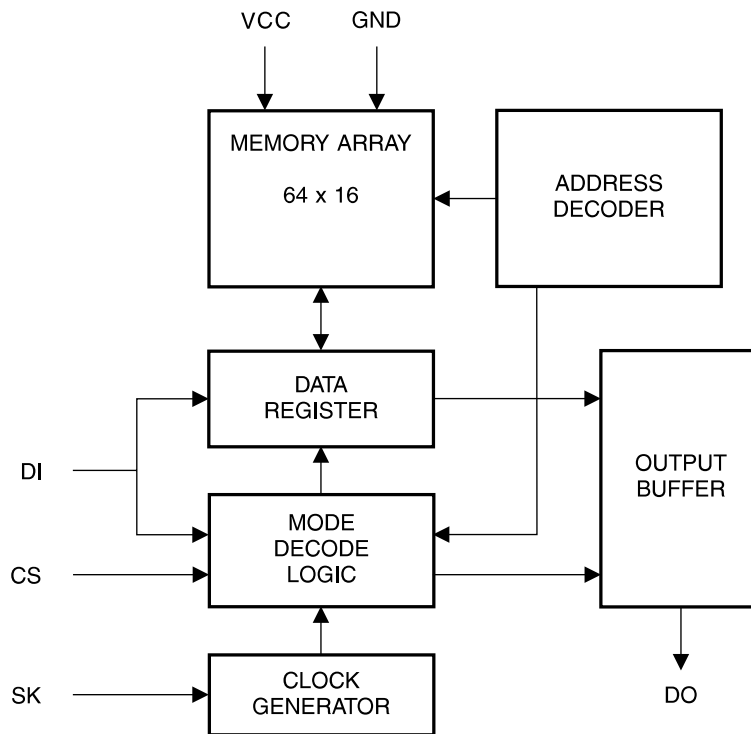 VCC
GND
MEMORY ARRAY
64 x 16
ADDRESS
DECODER
DATA
REGISTER
DI
OUTPUT
BUFFER
MODE
DECODE
LOGIC
CS
CLOCK
GENERATOR
SK
DO